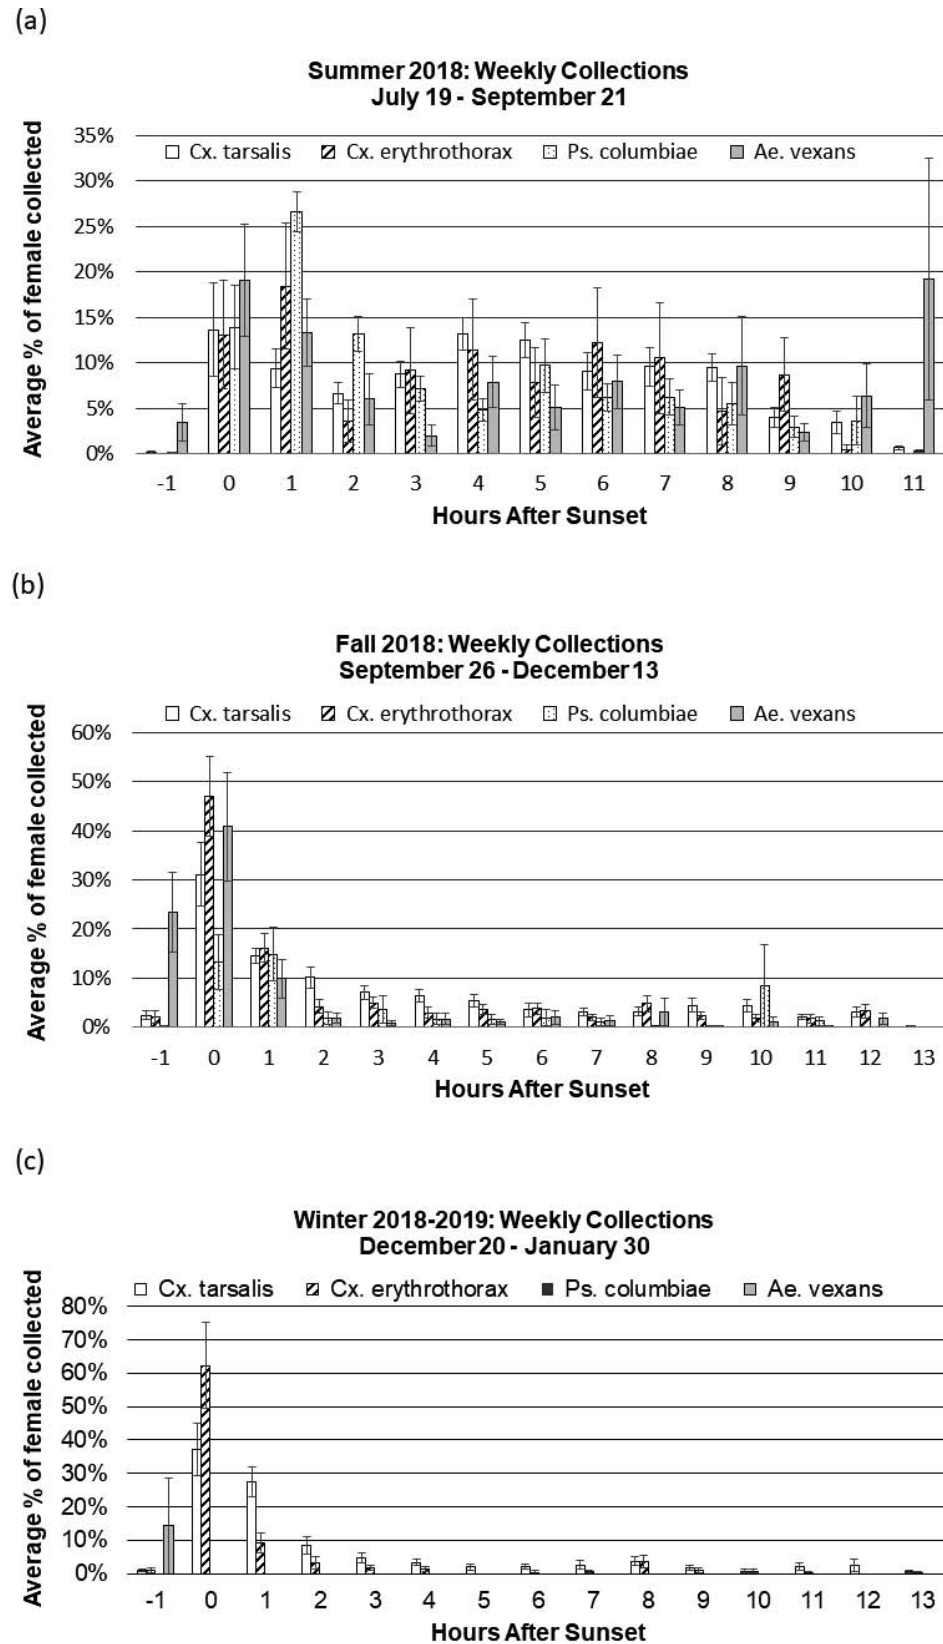 (a)
Summer 2018: Weekly Collections
July 19 - September 21
Average % of female collected
35%
Cx. tarsalis Cx. erythrothorax Ps. columbiae Ae. vexans
30%
25%
20%
15%
10%
5%
0%
-1 0 1 2 3 4 5 6 7 8 9 10 11
Hours After Sunset
(b)
Fall 2018: Weekly Collections
September 26 - December 13
Average % of female collected
Cx. tarsalis Cx. erythrothorax Ps. columbiae Ae. vexans
60%
50%
40%
30%
20%
10%
0%
-1 0 1 2 3 4 5 6 7 8 9 10 11 12 13
Hours After Sunset
(c)
Winter 2018-2019: Weekly Collections
December 20 - January 30
Average % of female collected
Cx. tarsalis Cx. erythrothorax Ps. columbiae Ae. vexans
80%
70%
60%
50%
40%
30%
20%
10%
0%
-1 0 1 2 3 4 5 6 7 8 9 10 11 12 13
Hours After Sunset